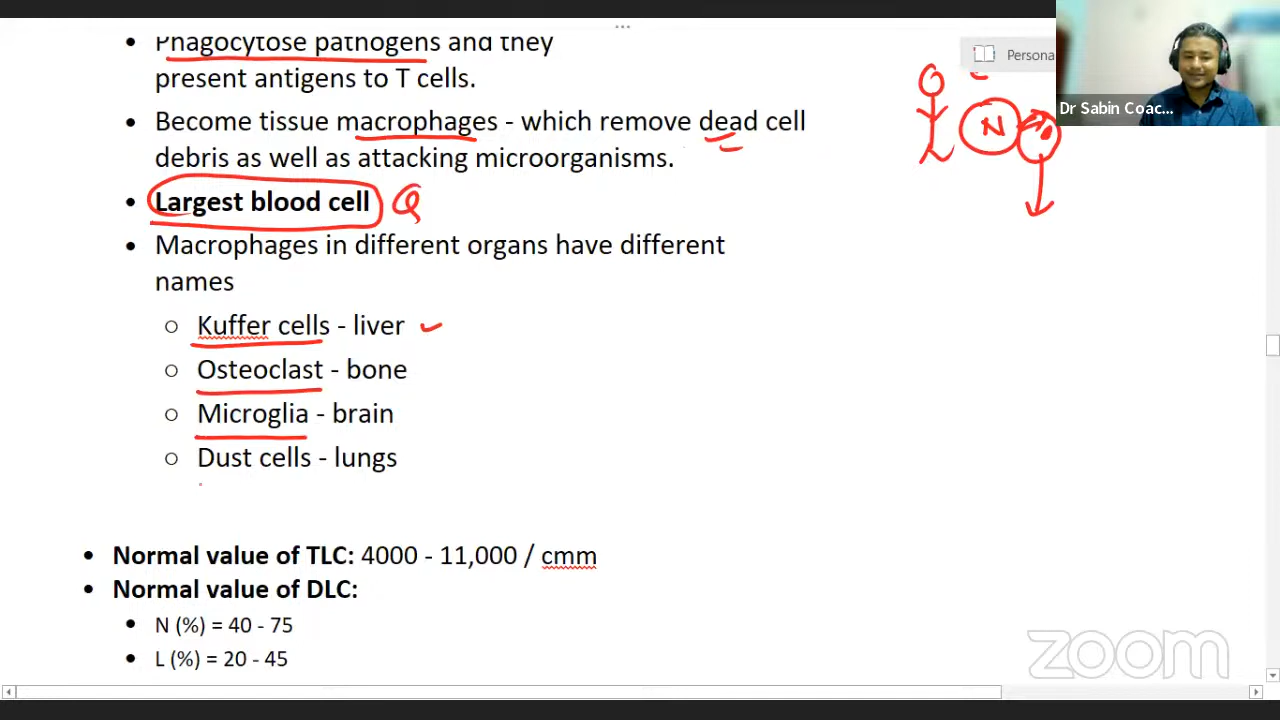 Phagocytose pathogens and they
present antigens to T cells.
Become tissue macrophages - which remove dead cell
debris as well as attacking microorganisms.
Largest blood cell Q
Macrophages in different organs have different
names
Kuffer cells - liver
Osteoclast - bone
Microglia - brain
Dust cells - lungs
Normal value of TLC: 4000 - 11,000 / cmm
Normal value of DLC:
N (%) = 40 - 75
L (%) = 20 - 45
Persona
Dr Sabin Coac...
N
zoom